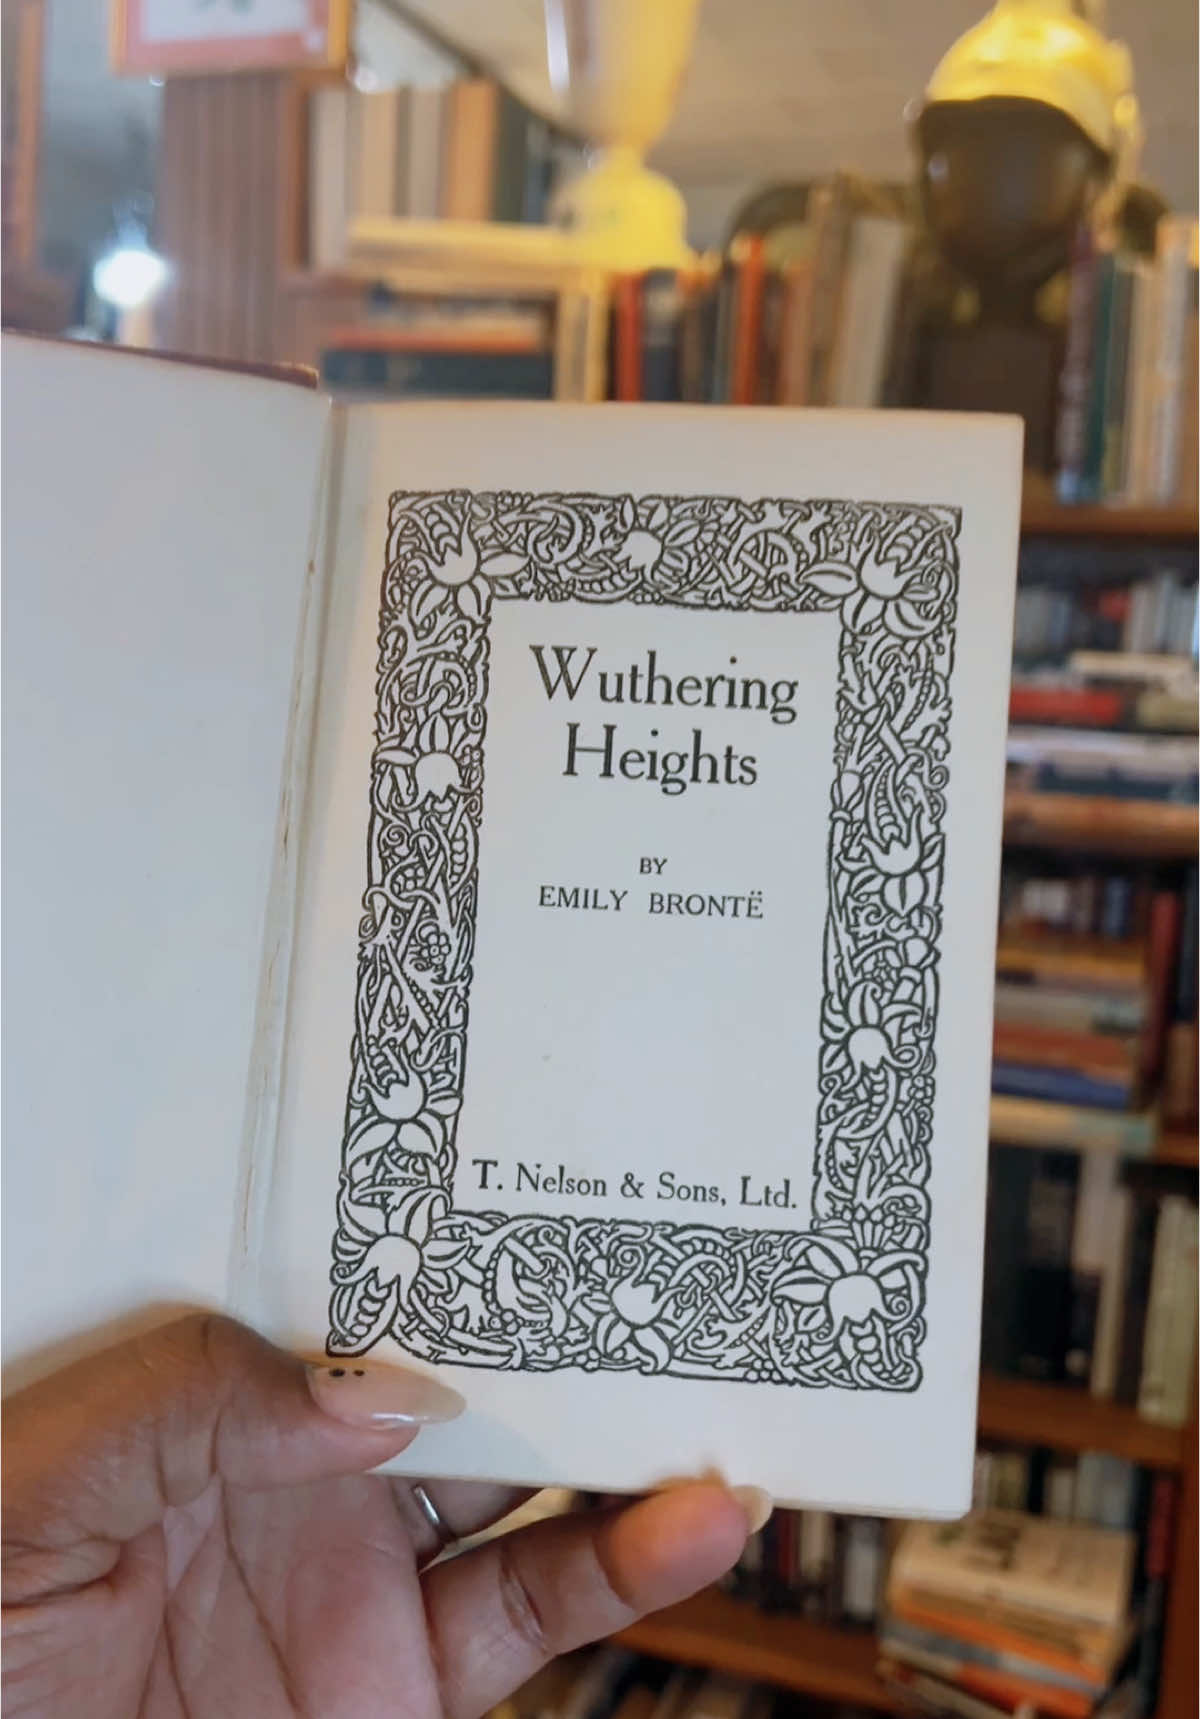 Wuthering
Heights
BY
EMILY BRONTË
T. Nelson & Sons, Ltd.